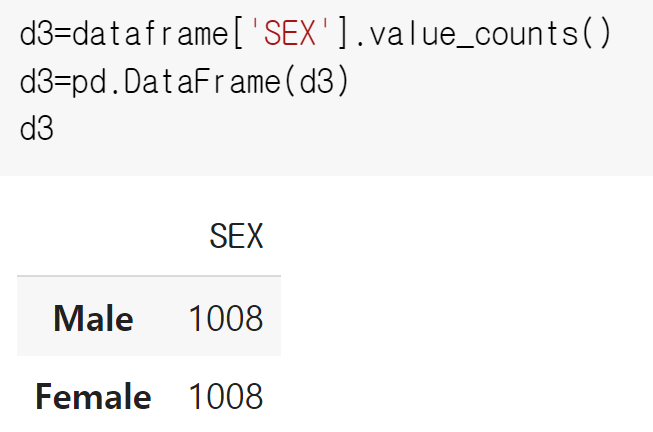 d3=dataframe['SEX'].value_counts()
d3=pd.DataFrame(d3)
d3
SEX
Male 1008
Female 1008